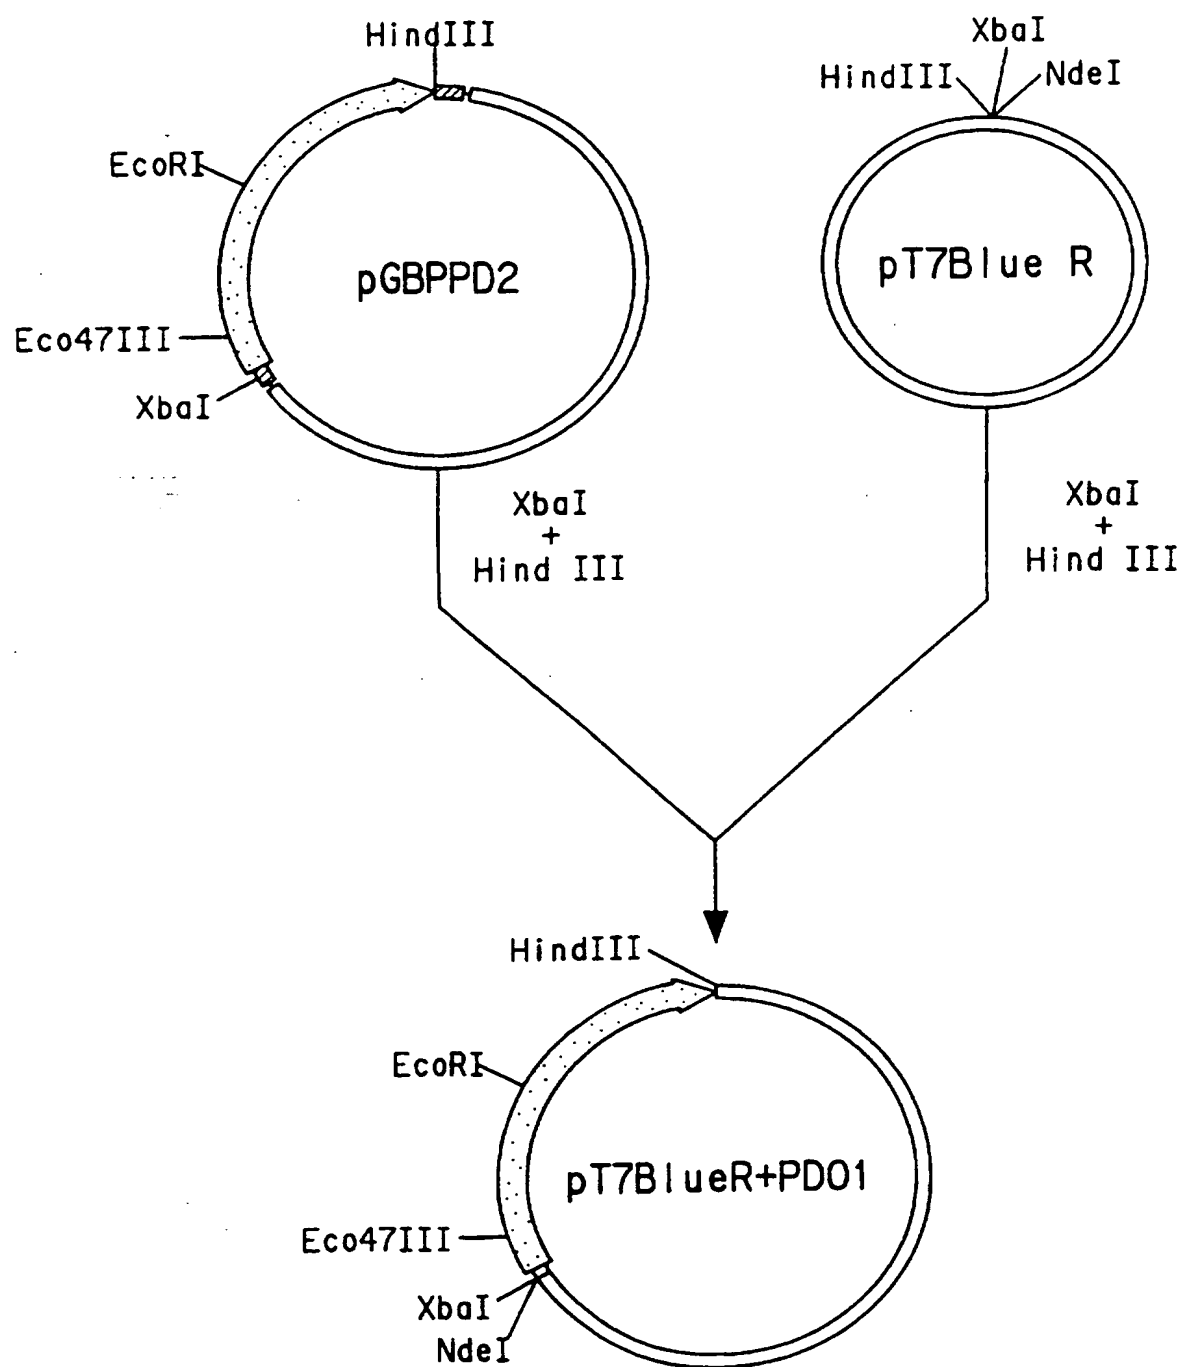 HindIII
EcoRI
pGBPPD2
Eco47III
XbaI
XbaI
HindIII
NdeI
pT7Blue R
XbaI
+
Hind III
XbaI
+
Hind III
HindIII
EcoRI
pT7BlueR+PDO1
Eco47III
XbaI
NdeI